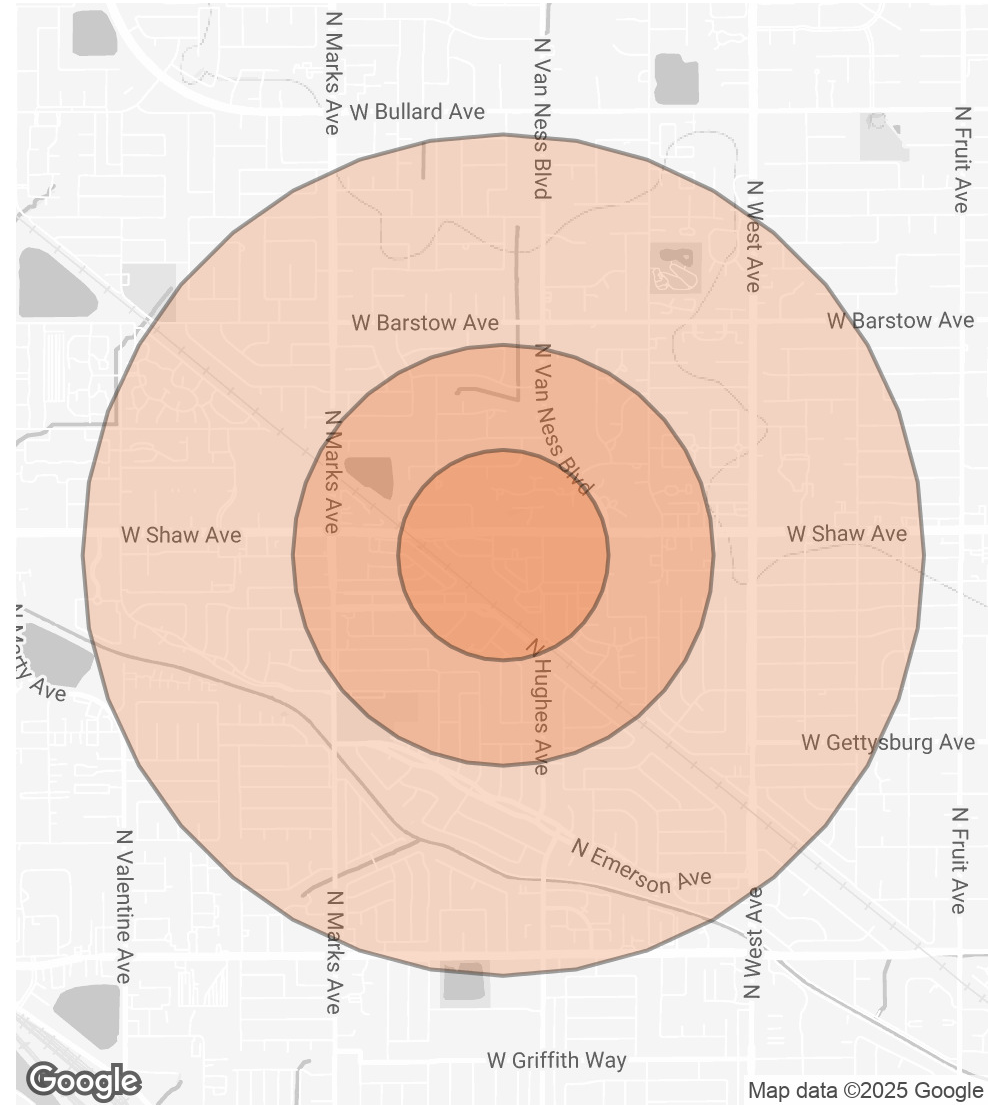 N Marks Ave
N Van Ness Blvd
W Bullard Ave
N Fruit Ave
N West Ave
W Barstow Ave
W Barstow Ave
N Van Ness Blvd
N Marks Ave
W Shaw Ave
W Shaw Ave
N Marty Ave
N Hughes Ave
W Gettysburg Ave
N Valentine Ave
N Emerson Ave
N Fruit Ave
N Marks Ave
N West Ave
W Griffith Way
Google
Map data ©2025 Google